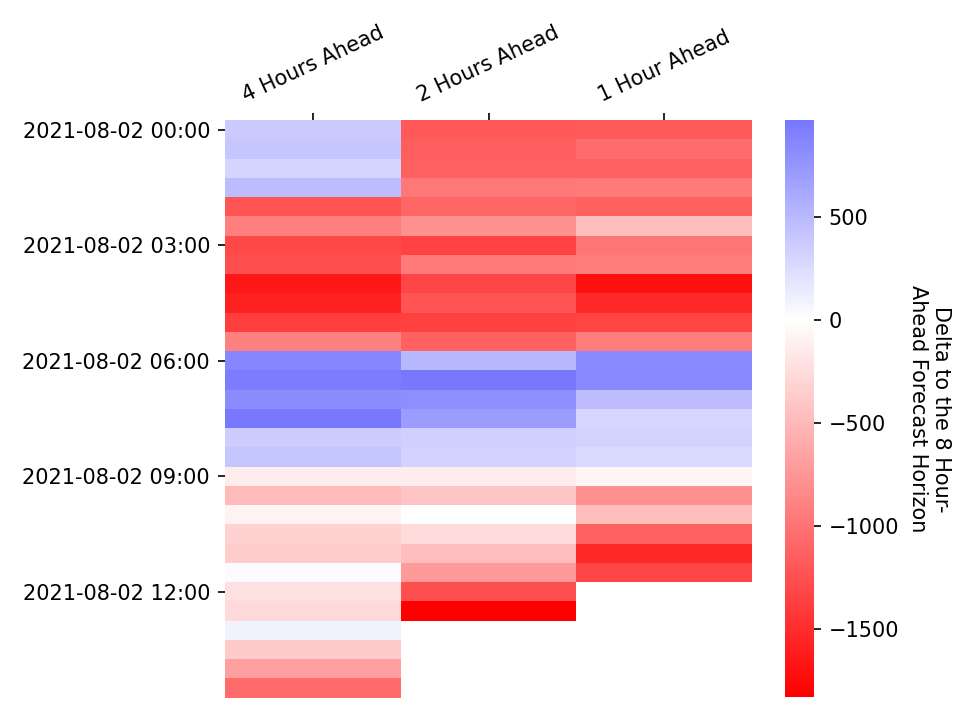 4 Hours Ahead
2 Hours Ahead
1 Hour Ahead
2021-08-02 00:00
2021-08-02 03:00
2021-08-02 06:00
2021-08-02 09:00
2021-08-02 12:00
500
0
−500
−1000
−1500
Delta to the 8 Hour-
Ahead Forecast Horizon